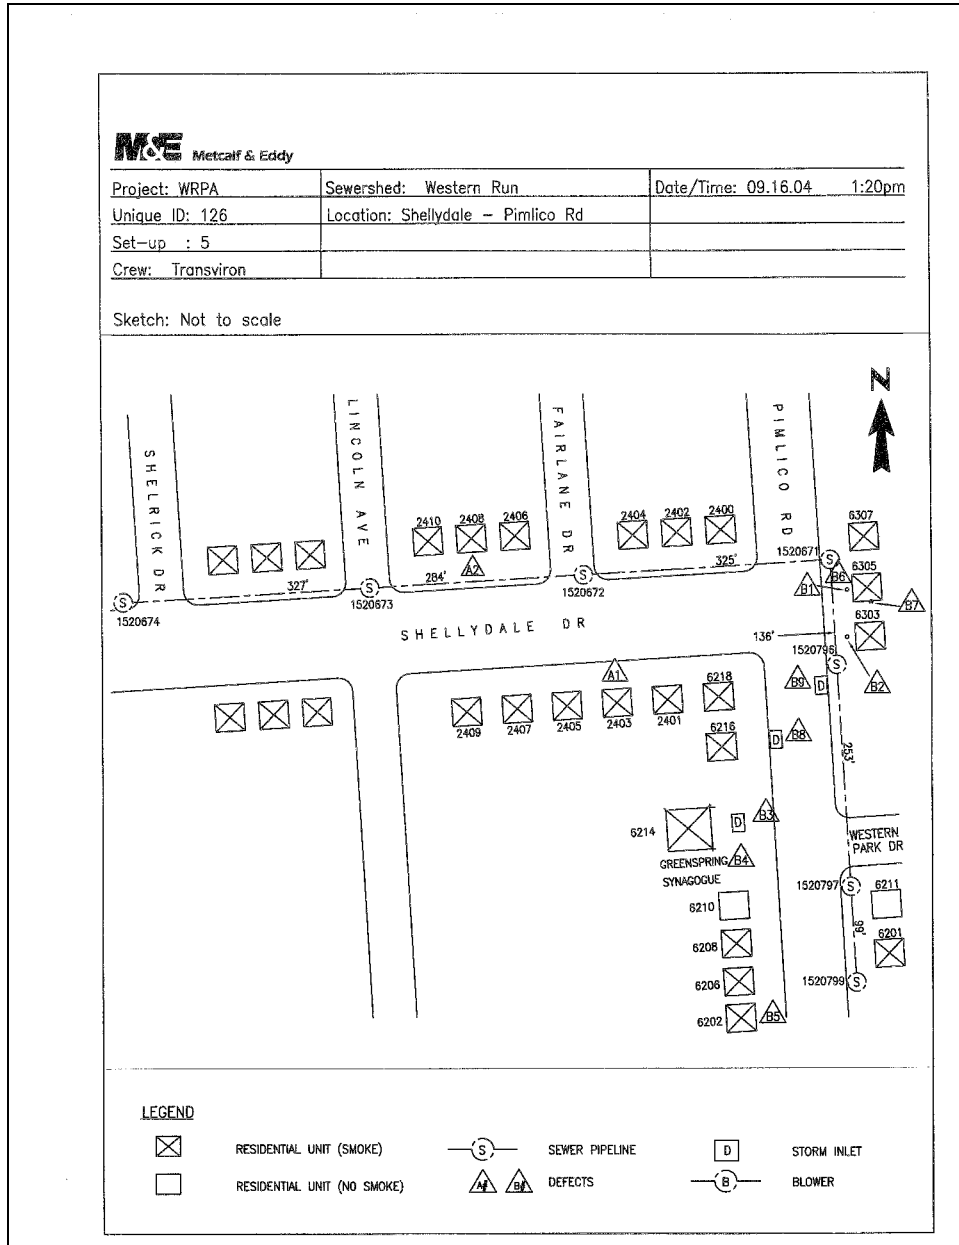 M&E Metcalf & Eddy
Project: WRPA Sewershed: Western Run Date/Time: 09.16.04 1:20pm
Unique ID: 126 Location: Shellydale - Pimlico Rd
Set-up : 5
Crew: Transviron
Sketch: Not to scale
N
SHELRICK DR
LINCOLN AVE
FAIRLANE DR
PIMLICO RD
2410 2408 2406
2404 2402 2400
6307
1520671
6305
A2
327'
284'
325'
B6
B1
B7
1520674
1520673
1520672
6303
SHELLYDALE DR
136'
1520796
A1
6218
B9
D
B2
2409 2407 2405 2403 2401
6216
D
B8
253'
6214
D
B3
WESTERN
PARK DR
GREENSPRING
SYNAGOGUE
B4
1520797
6211
6210
99'
6208
6201
6206
1520799
6202
B5
S
S
S
S
S
S
S
LEGEND
RESIDENTIAL UNIT (SMOKE)
S SEWER PIPELINE
D STORM INLET
RESIDENTIAL UNIT (NO SMOKE)
A# B# DEFECTS
B BLOWER